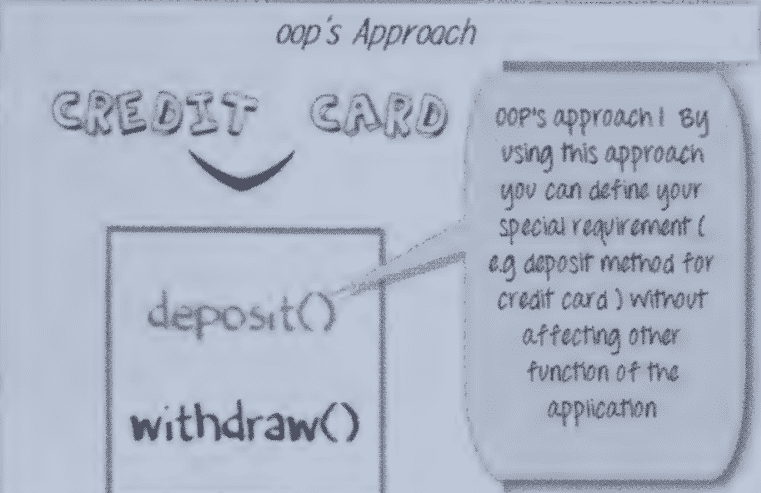 oop's Approach
CREDIT CARD
deposit()
withdraw()
OOP's approach ! By
using this approach
you can define your
special requirement (
e.g deposit method for
credit card ) without
affecting other
function of the
application